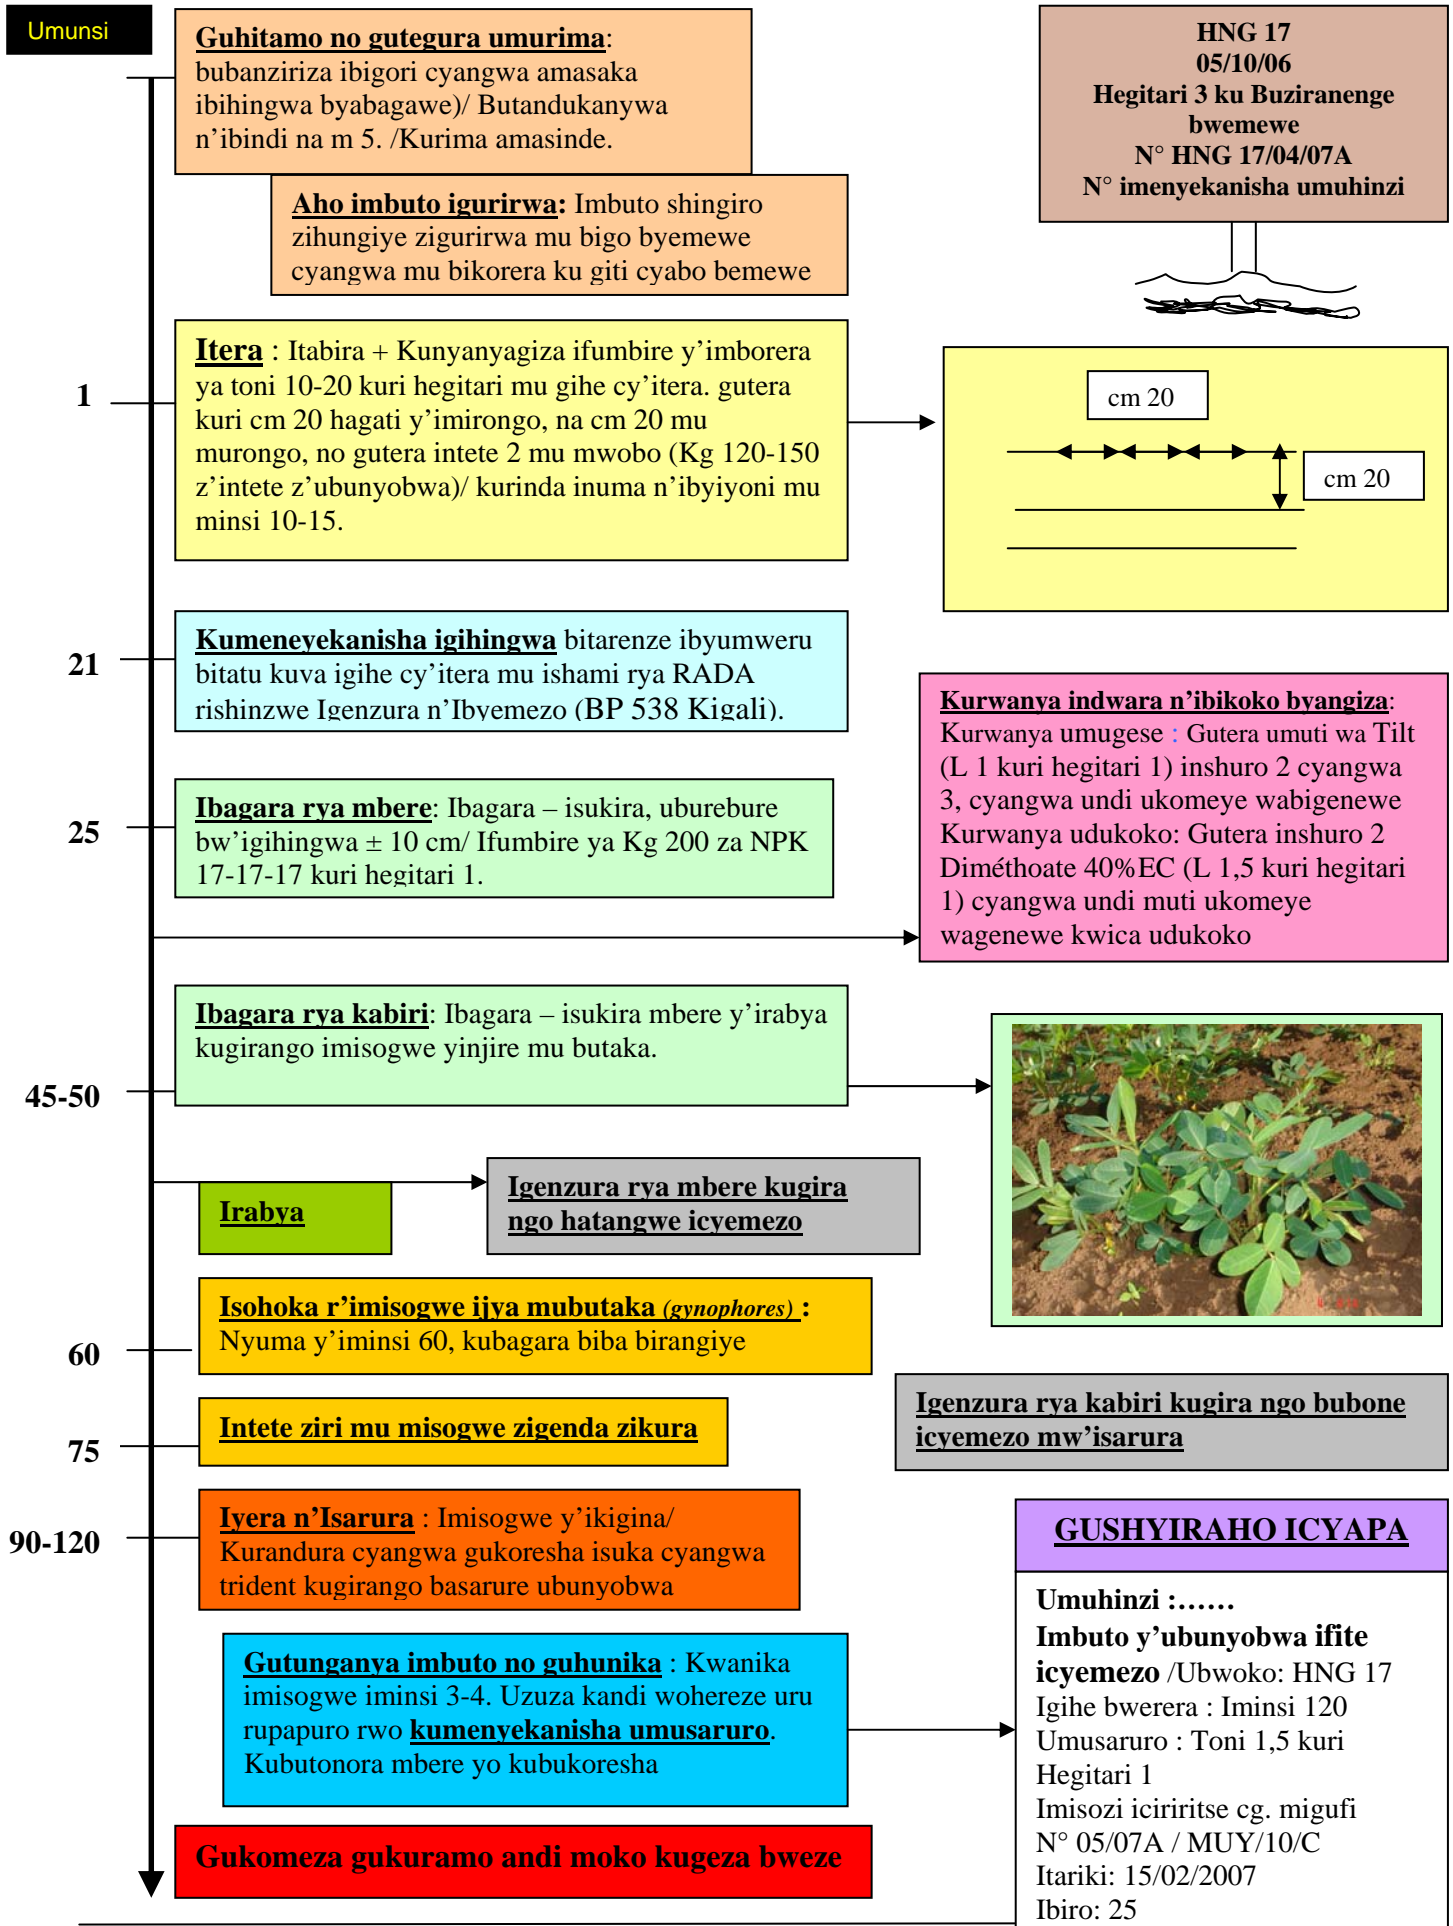 Umunsi
Guhitamo no gutegura umurima:
bubanziriza ibigori cyangwa amasaka
ibihingwa byabagawe)/ Butandukanywa
n’ibindi na m 5. /Kurima amasinde.
HNG 17
05/10/06
Hegitari 3 ku Buziranenge
bwemewe
N° HNG 17/04/07A
N° imenyekanisha umuhinzi
Aho imbuto igurirwa: Imbuto shingiro
zihungiye zigurirwa mu bigo byemewe
cyangwa mu bikorera ku giti cyabo bemewe
1
Itera : Itabira + Kunyanyagiza ifumbire y’imborera
ya toni 10-20 kuri hegitari mu gihe cy’itera. gutera
kuri cm 20 hagati y’imirongo, na cm 20 mu
murongo, no gutera intete 2 mu mwobo (Kg 120-150
z’intete z’ubunyobwa)/ kurinda inuma n’ibyiyoni mu
minsi 10-15.
cm 20
cm 20
21
Kumeneyekanisha igihingwa bitarenze ibyumweru
bitatu kuva igihe cy’itera mu ishami rya RADA
rishinzwe Igenzura n’Ibyemezo (BP 538 Kigali).
Kurwanya indwara n’ibikoko byangiza:
Kurwanya umugese : Gutera umuti wa Tilt
(L 1 kuri hegitari 1) inshuro 2 cyangwa
3, cyangwa undi ukomeye wabigenewe
Kurwanya udukoko: Gutera inshuro 2
Diméthoate 40%EC (L 1,5 kuri hegitari
1) cyangwa undi muti ukomeye
wagenewe kwica udukoko
25
Ibagara rya mbere: Ibagara – isukira, uburebure
bw’igihingwa ± 10 cm/ Ifumbire ya Kg 200 za NPK
17-17-17 kuri hegitari 1.
45-50
Ibagara rya kabiri: Ibagara – isukira mbere y’irabya
kugirango imisogwe yinjire mu butaka.
Irabya
Igenzura rya mbere kugira
ngo hatangwe icyemezo
60
Isohoka r’imisogwe ijya mubutaka (gynophores) :
Nyuma y’iminsi 60, kubagara biba birangiye
75
Intete ziri mu misogwe zigenda zikura
Igenzura rya kabiri kugira ngo bubone
icyemezo mw’isarura
90-120
Iyera n’Isarura : Imisogwe y’ikigina/
Kurandura cyangwa gukoresha isuka cyangwa
trident kugirango basarure ubunyobwa
Gutunganya imbuto no guhunika : Kwanika
imisogwe iminsi 3-4. Uzuza kandi wohereze uru
rupapuro rwo kumenyekanisha umusaruro.
Kubutonora mbere yo kubukoresha
GUSHYIRAHO ICYAPA
Umuhinzi :……
Imbuto y’ubunyobwa ifite
icyemezo /Ubwoko: HNG 17
Igihe bwerera : Iminsi 120
Umusaruro : Toni 1,5 kuri
Hegitari 1
Imisozi iciriritse cg. migufi
N° 05/07A / MUY/10/C
Itariki: 15/02/2007
Ibiro: 25
Gukomeza gukuramo andi moko kugeza bweze